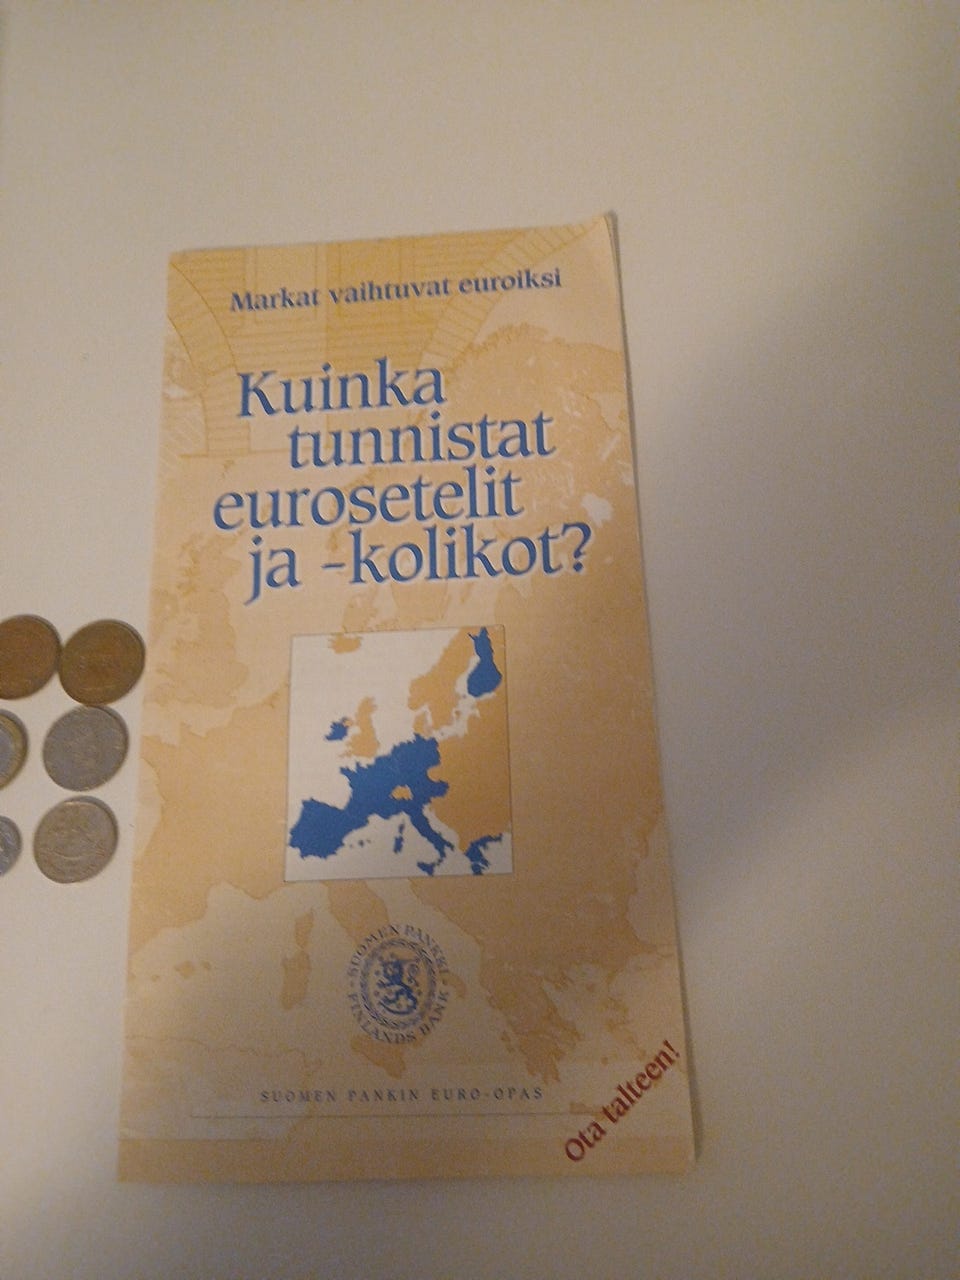 Markat vaihtuvat euroiksi
Kuinka
tunnistat
eurosetelit
ja -kolikot?
SUOMEN PANKKI
FINLANDS BANK
SUOMEN PANKIN EURO-OPAS
Ota talteen!